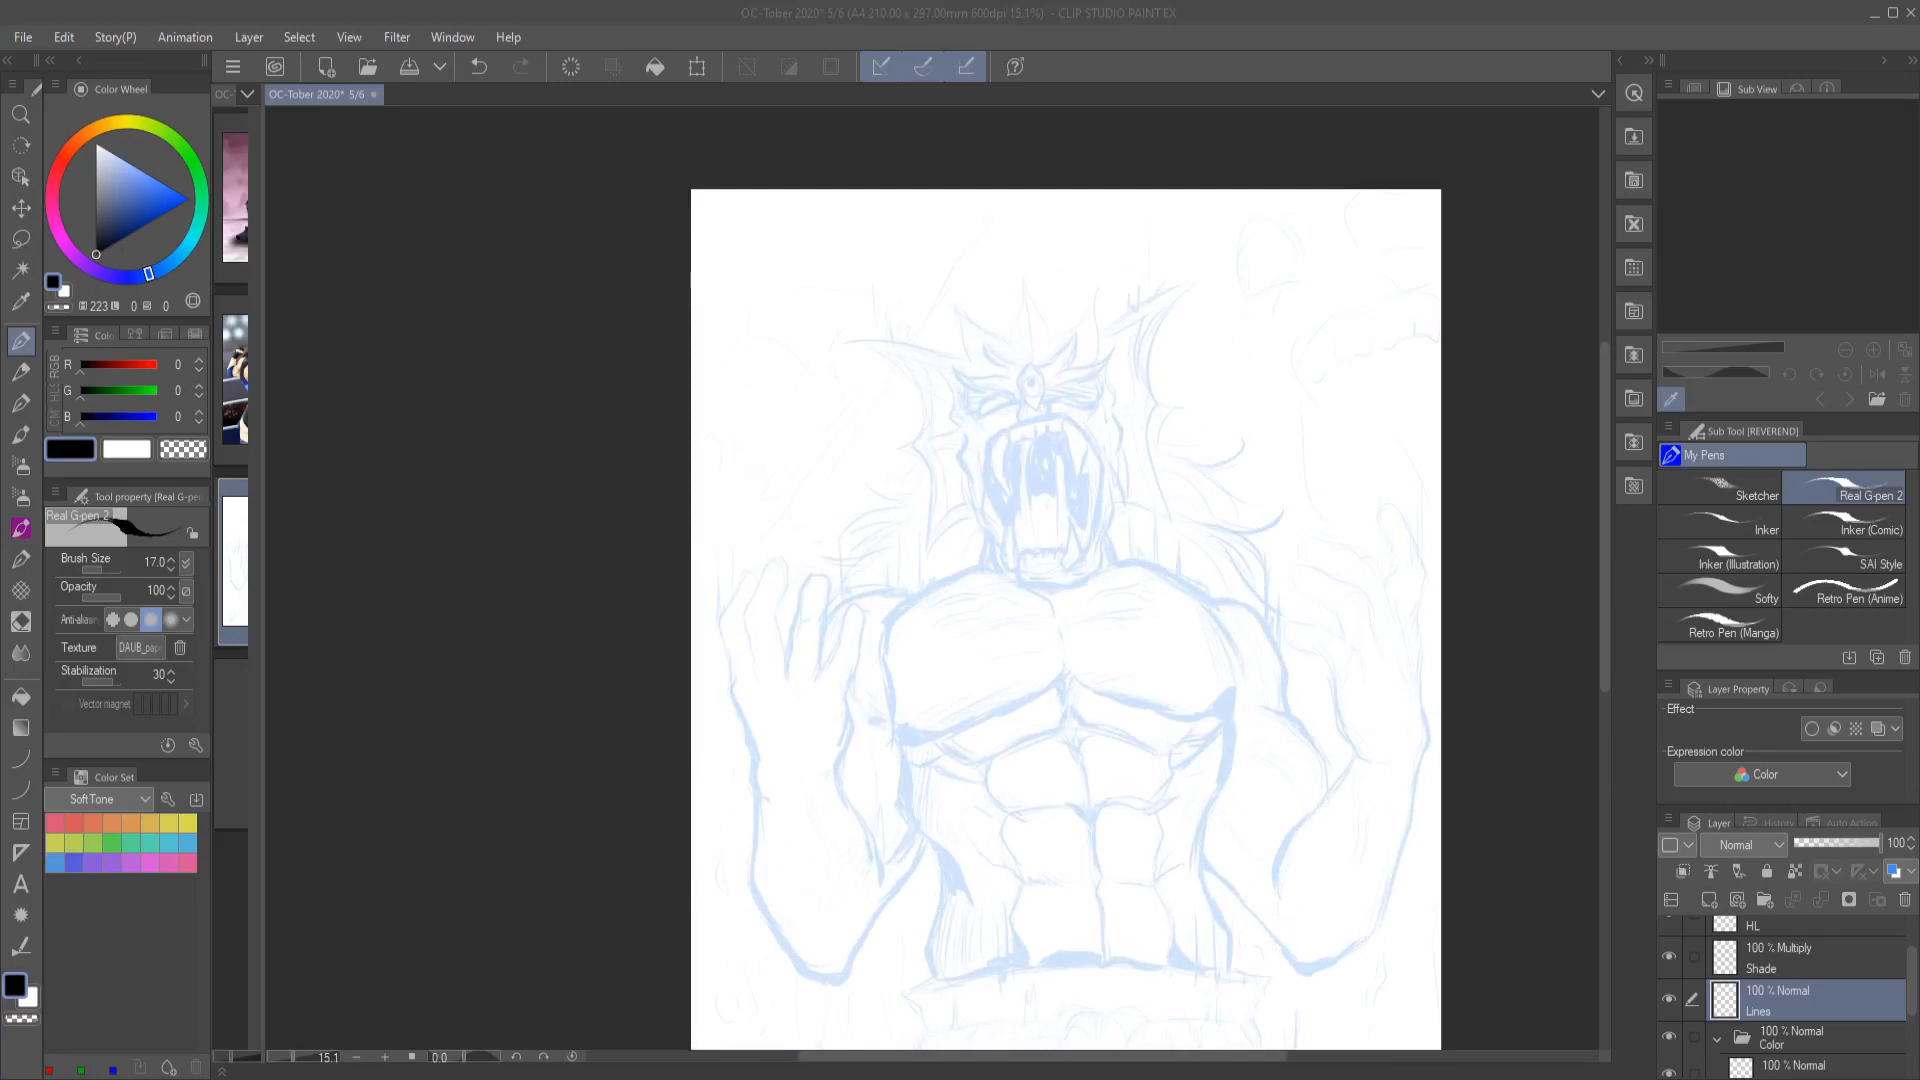 OC-Tober 2020* 5/6 (A4 210.00 x 297.00mm 600dpi 15.1%) - CLIP STUDIO PAINT EX
File Edit Story(P) Animation Layer Select View Filter Window Help
Color Wheel
OC- OC-Tober 2020* 5/6
Sub View
223 0 0
Colo
RGB
R 0
G 0
B 0
Sub Tool [REVEREND]
My Pens
Sketcher Real G-pen 2
Inker Inker (Comic)
Inker (Illustration) SAI Style
Softy Retro Pen (Anime)
Retro Pen (Manga)
Tool property [Real G-pen
Real G-pen 2
Brush Size 17.0
Opacity 100
Anti-aliasin
Texture DAUB_pap
Stabilization 30
Vector magnet
Layer Property
Effect
Expression color
Color
Color Set
SoftTone
Layer History Auto Action
Normal 100
HL
100 % Multiply
Shade
100 % Normal
Lines
100 % Normal
Color
100 % Normal
15.1 0.0